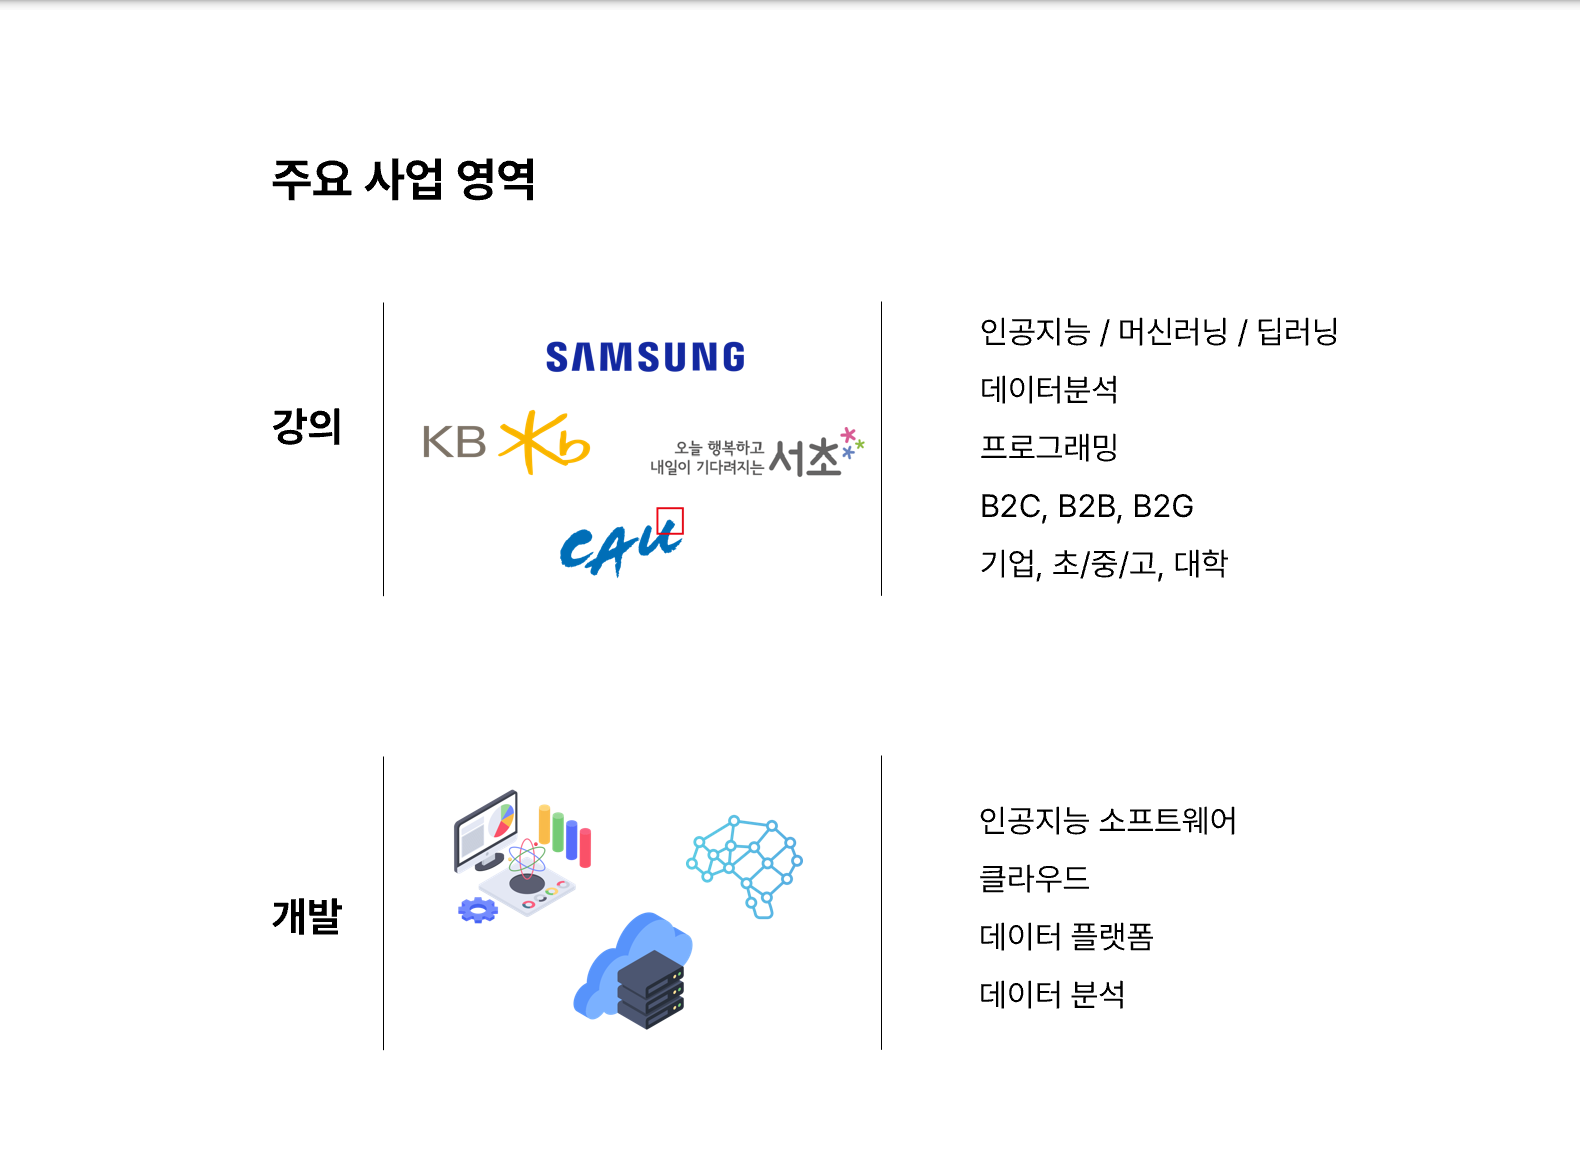 주요 사업 영역
강의
SAMSUNG
KB
오늘 행복하고
내일이 기다려지는 서초
CAU
인공지능 / 머신러닝 / 딥러닝
데이터분석
프로그래밍
B2C, B2B, B2G
기업, 초/중/고, 대학
개발
인공지능 소프트웨어
클라우드
데이터 플랫폼
데이터 분석